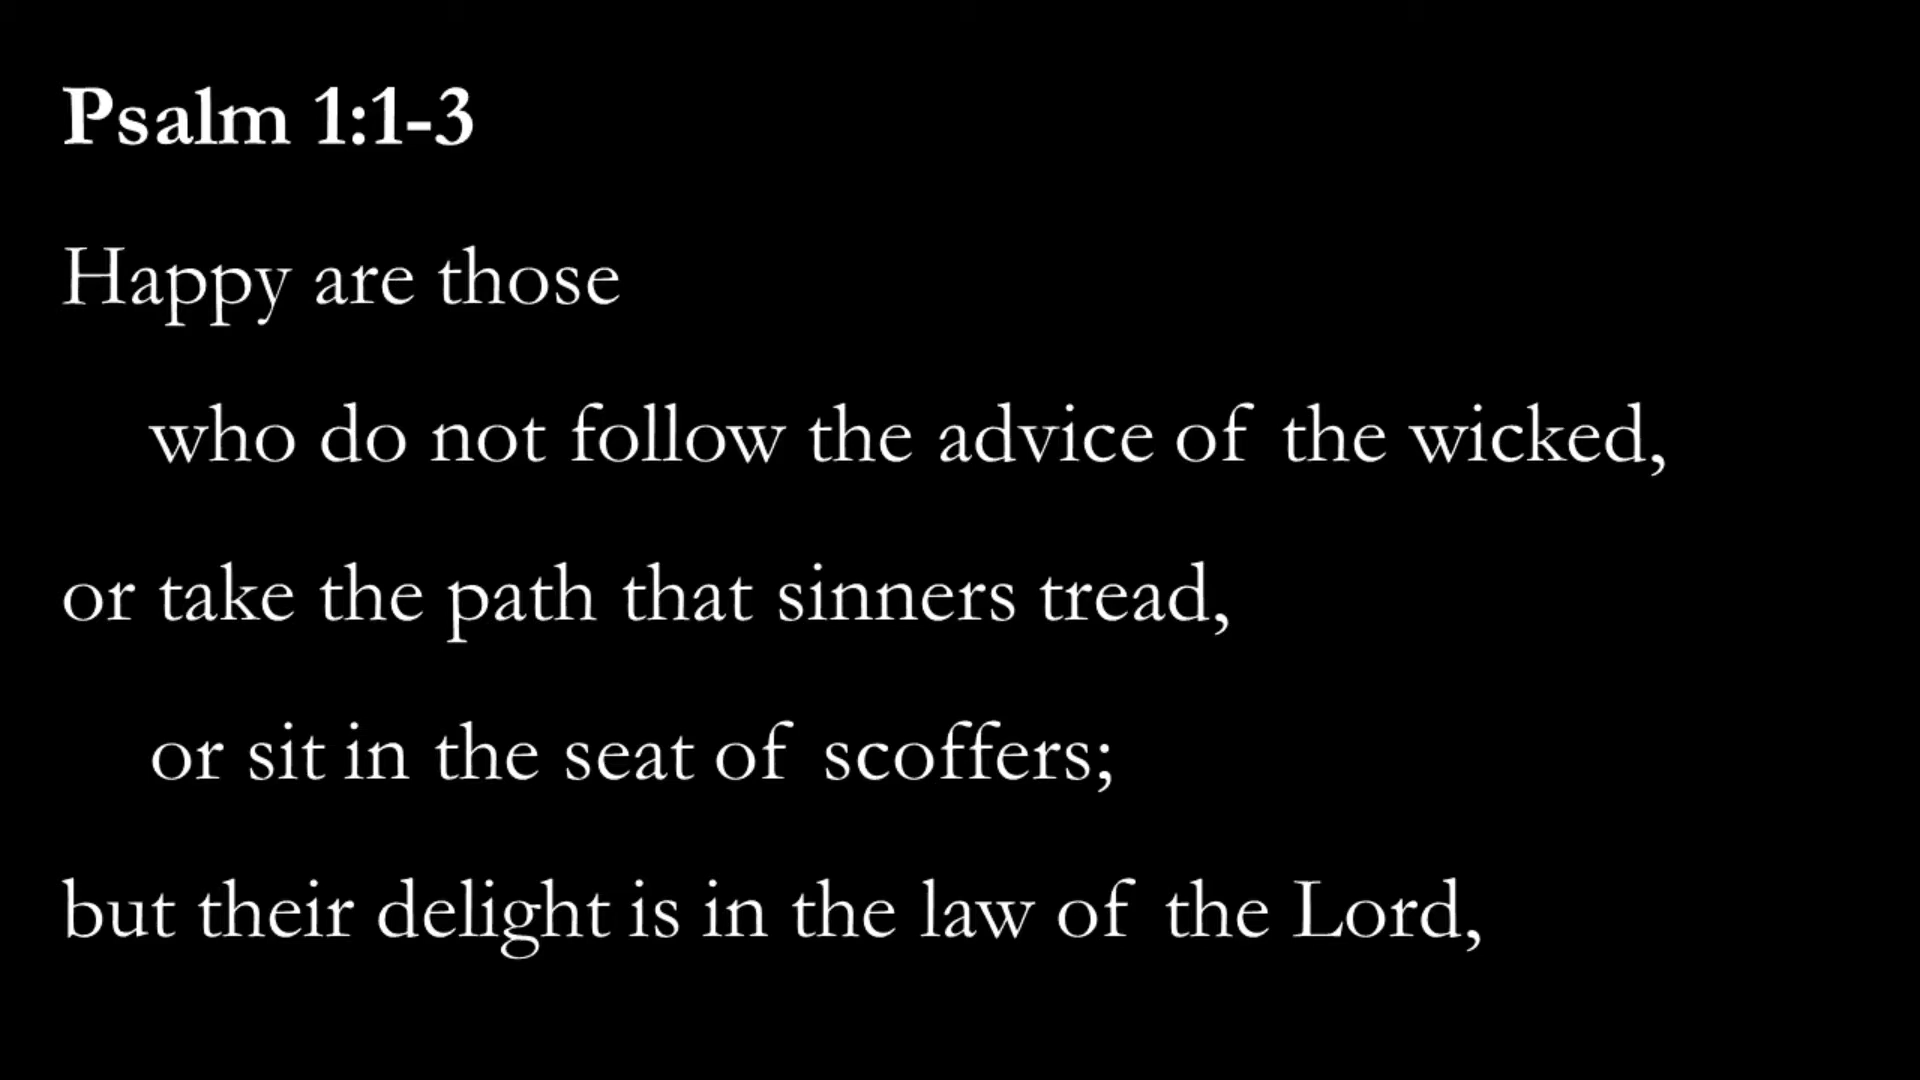 Psalm 1:1-3
Happy are those
who do not follow the advice of the wicked,
or take the path that sinners tread,
or sit in the seat of scoffers;
but their delight is in the law of the Lord,